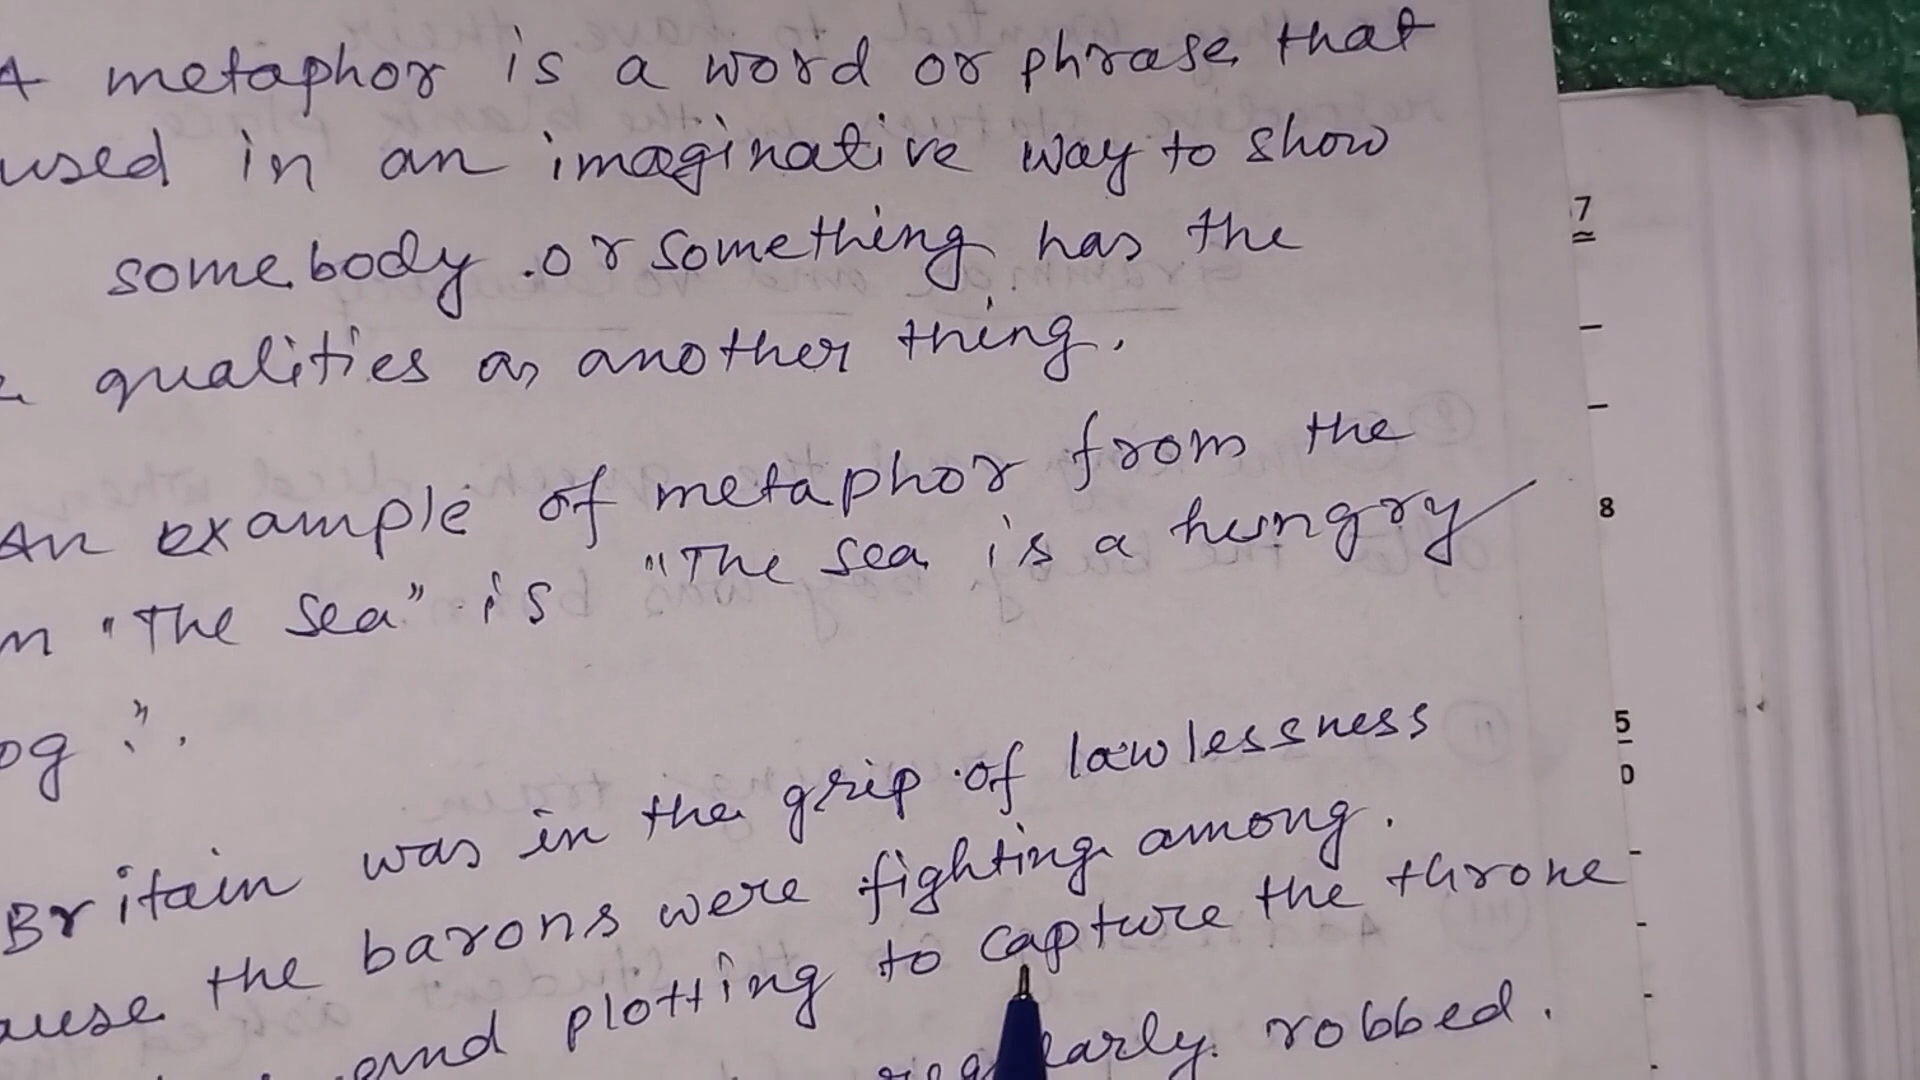 A metaphor is a word or phrase that
used in an imaginative way to show
somebody or something has the
qualities as another thing.
An example of metaphor from the
"The Sea" is "The sea is a hungry
og".
Britain was in the grip of lawlessness
ause the barons were fighting among
and plotting to capture the throne
robbed.
7
8
5